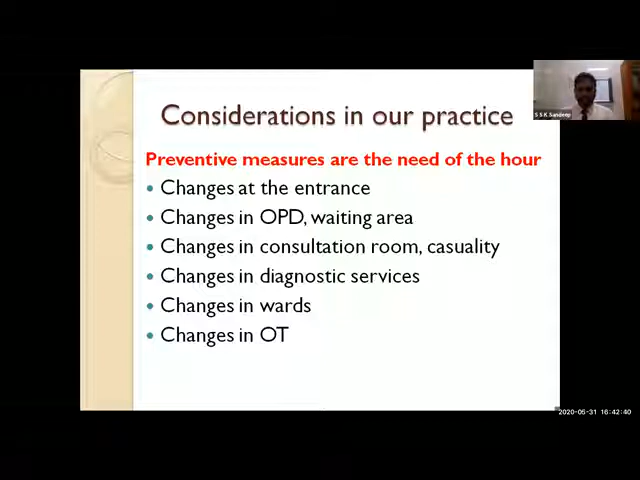 Considerations in our practice
S S K Sandeep
Preventive measures are the need of the hour
• Changes at the entrance
• Changes in OPD, waiting area
• Changes in consultation room, casuality
• Changes in diagnostic services
• Changes in wards
• Changes in OT
2020-05-31 16:42:40